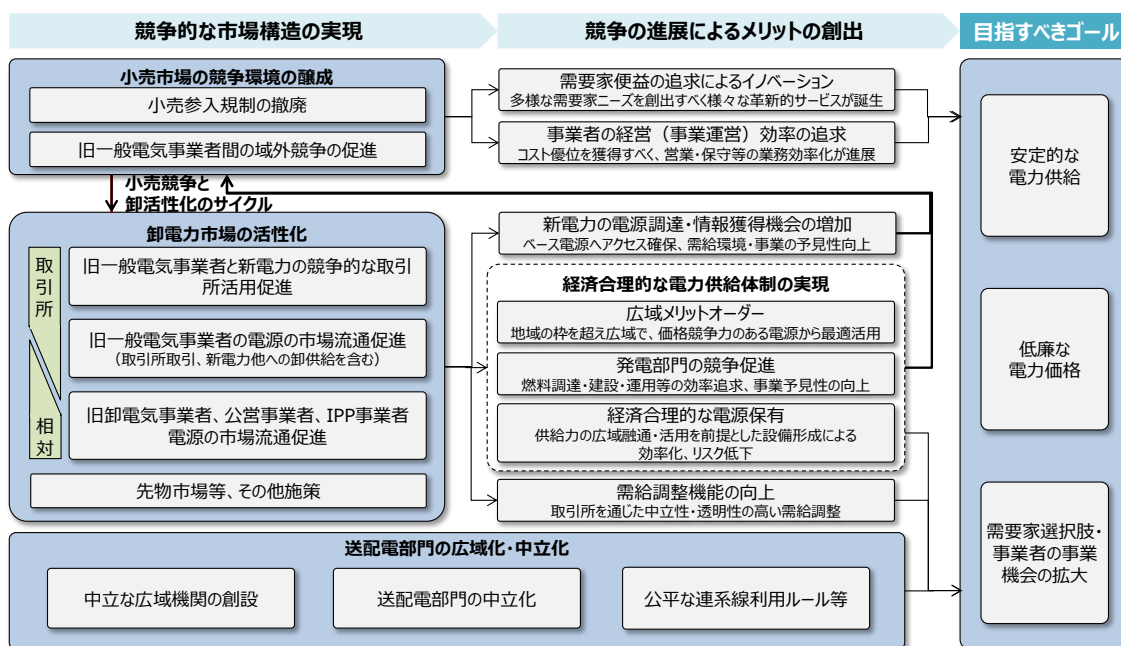 競争的な市場構造の実現
競争の進展によるメリットの創出
目指すべきゴール
小売市場の競争環境の醸成
小売参入規制の撤廃
旧一般電気事業者間の域外競争の促進
小売競争と
卸活性化のサイクル
卸電力市場の活性化
取引所
相対
旧一般電気事業者と新電力の競争的な取引
所活用促進
旧一般電気事業者の電源の市場流通促進
(取引所取引、新電力他への卸供給を含む)
旧卸電気事業者、公営事業者、IPP事業者
電源の市場流通促進
先物市場等、その他施策
需要家便益の追求によるイノベーション
多様な需要家ニーズを創出すべく様々な革新的サービスが誕生
事業者の経営（事業運営）効率の追求
コスト優位を獲得すべく、営業・保守等の業務効率化が進展
新電力の電源調達・情報獲得機会の増加
ベース電源へアクセス確保、需給環境・事業の予見性向上
経済合理的な電力供給体制の実現
広域メリットオーダー
地域の枠を超え広域で、価格競争力のある電源から最適活用
発電部門の競争促進
燃料調達・建設・運用等の効率追求、事業予見性の向上
経済合理的な電源保有
供給力の広域融通・活用を前提とした設備形成による
効率化、リスク低下
需給調整機能の向上
取引所を通じた中立性・透明性の高い需給調整
送配電部門の広域化・中立化
中立な広域機関の創設
送配電部門の中立化
公平な連系線利用ルール等
安定的な
電力供給
低廉な
電力価格
需要家選択肢・
事業者の事業
機会の拡大